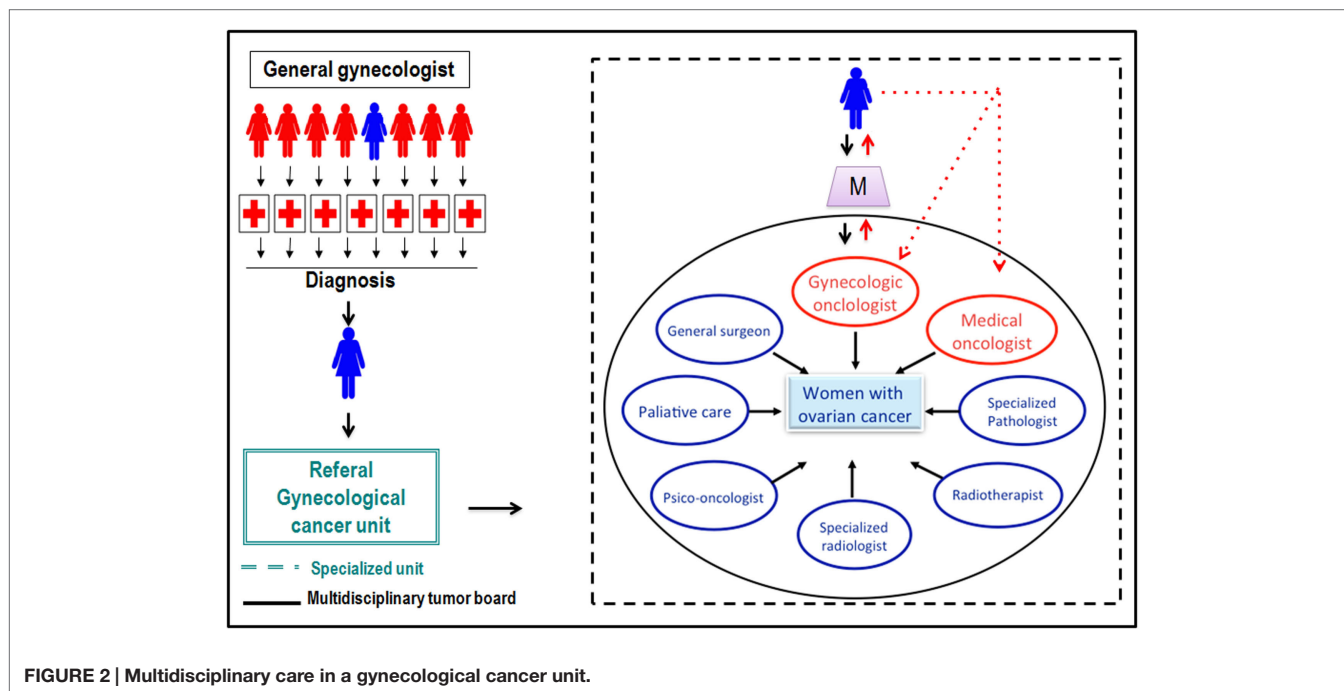 General gynecologist
Diagnosis
Referal
Gynecological
cancer unit
Specialized unit
Multidisciplinary tumor board
M
Gynecologic
onclologist
General surgeon
Medical
oncologist
Women with
ovarian cancer
Paliative care
Specialized
Pathologist
Psico-oncologist
Radiotherapist
Specialized
radiologist
FIGURE 2 | Multidisciplinary care in a gynecological cancer unit.